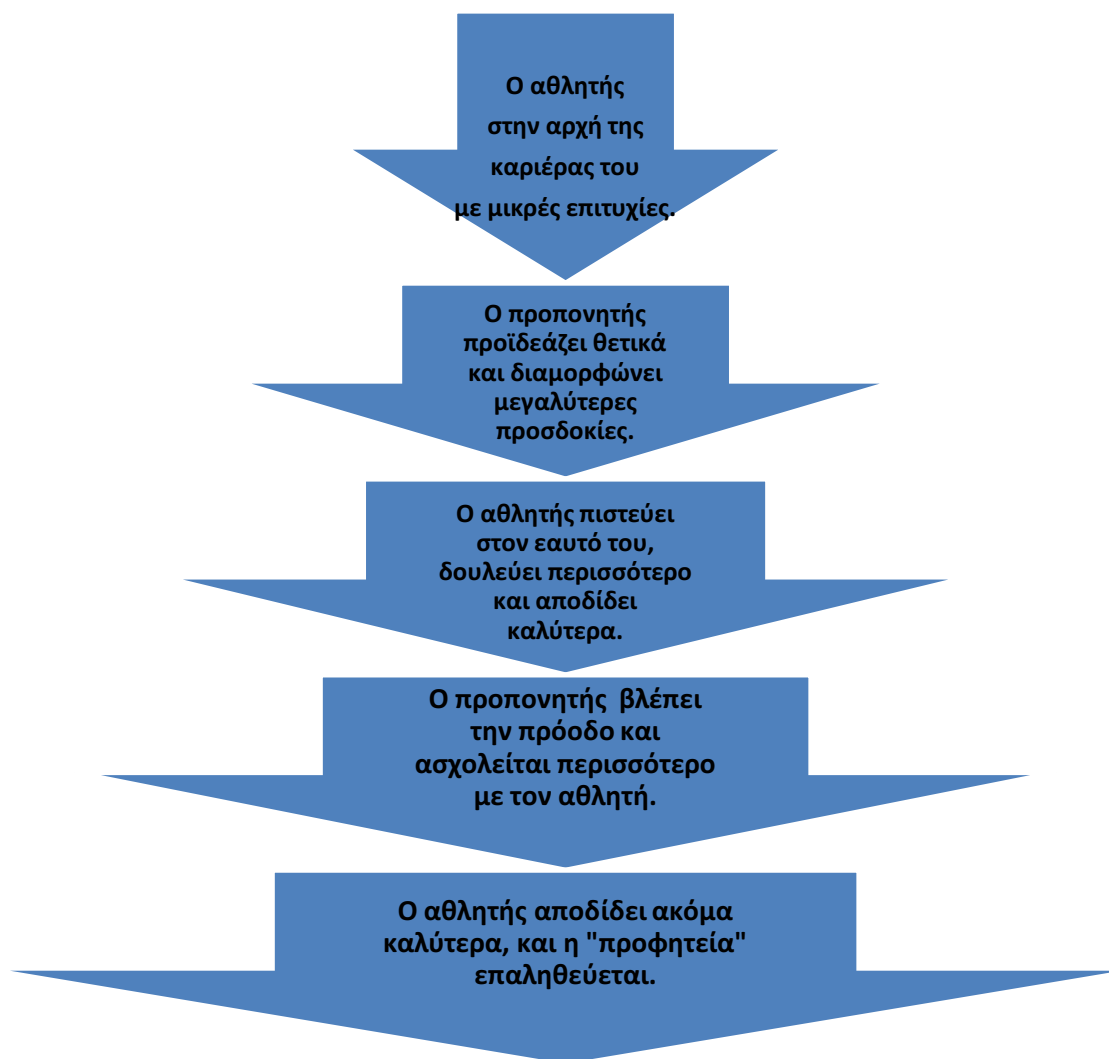 Ο αθλητής
στην αρχή της
καριέρας του
με μικρές επιτυχίες.
Ο προπονητής
προϊδεάζει θετικά
και διαμορφώνει
μεγαλύτερες
προσδοκίες.
Ο αθλητής πιστεύει
στον εαυτό του,
δουλεύει περισσότερο
και αποδίδει
καλύτερα.
Ο προπονητής βλέπει
την πρόοδο και
ασχολείται περισσότερο
με τον αθλητή.
Ο αθλητής αποδίδει ακόμα
καλύτερα, και η "προφητεία"
επαληθεύεται.